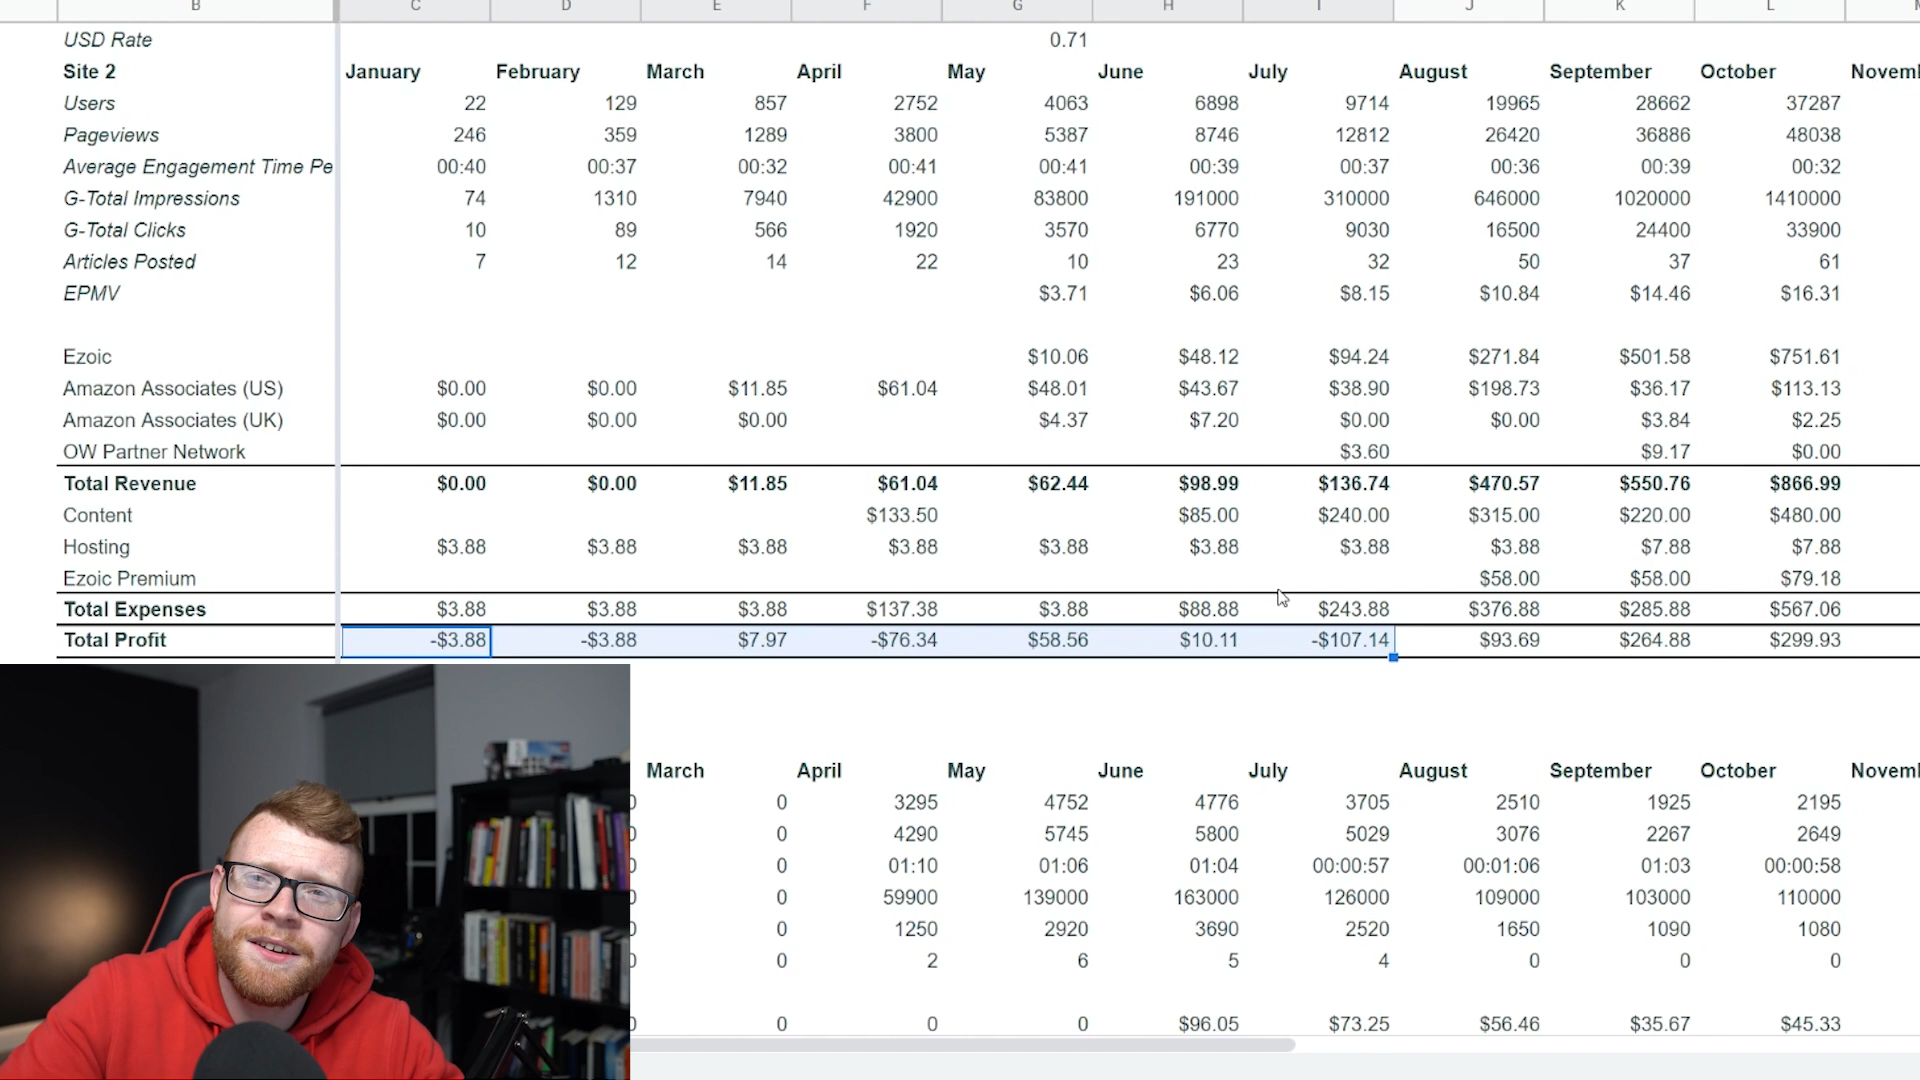 B C D E F G H I J K L
USD Rate 0.71
Site 2 January February March April May June July August September October Novem
Users 22 129 857 2752 4063 6898 9714 19965 28662 37287
Pageviews 246 359 1289 3800 5387 8746 12812 26420 36886 48038
Average Engagement Time Pe 00:40 00:37 00:32 00:41 00:41 00:39 00:37 00:36 00:39 00:32
G-Total Impressions 74 1310 7940 42900 83800 191000 310000 646000 1020000 1410000
G-Total Clicks 10 89 566 1920 3570 6770 9030 16500 24400 33900
Articles Posted 7 12 14 22 10 23 32 50 37 61
EPMV $3.71 $6.06 $8.15 $10.84 $14.46 $16.31
Ezoic $10.06 $48.12 $94.24 $271.84 $501.58 $751.61
Amazon Associates (US) $0.00 $0.00 $11.85 $61.04 $48.01 $43.67 $38.90 $198.73 $36.17 $113.13
Amazon Associates (UK) $0.00 $0.00 $0.00 $4.37 $7.20 $0.00 $0.00 $3.84 $2.25
OW Partner Network $3.60 $9.17 $0.00
Total Revenue $0.00 $0.00 $11.85 $61.04 $62.44 $98.99 $136.74 $470.57 $550.76 $866.99
Content $133.50 $85.00 $240.00 $315.00 $220.00 $480.00
Hosting $3.88 $3.88 $3.88 $3.88 $3.88 $3.88 $3.88 $3.88 $7.88 $7.88
Ezoic Premium $58.00 $58.00 $79.18
Total Expenses $3.88 $3.88 $3.88 $137.38 $3.88 $88.88 $243.88 $376.88 $285.88 $567.06
Total Profit -$3.88 -$3.88 $7.97 -$76.34 $58.56 $10.11 -$107.14 $93.69 $264.88 $299.93
March April May June July August September October Novem
0 3295 4752 4776 3705 2510 1925 2195
0 4290 5745 5800 5029 3076 2267 2649
0 01:10 01:06 01:04 00:00:57 00:01:06 01:03 00:00:58
0 59900 139000 163000 126000 109000 103000 110000
0 1250 2920 3690 2520 1650 1090 1080
0 2 6 5 4 0 0 0
0 0 0 $96.05 $73.25 $56.46 $35.67 $45.33